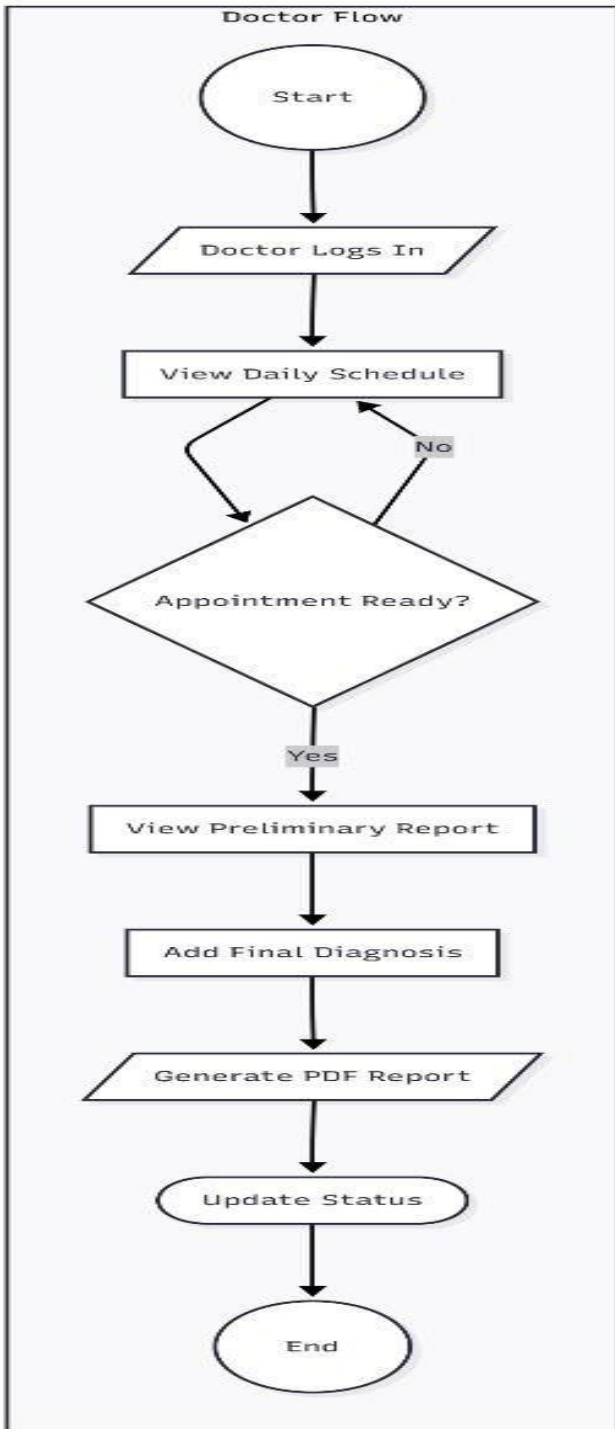 Doctor Flow
Start
Doctor Logs In
View Daily Schedule
No
Appointment Ready?
Yes
View Preliminary Report
Add Final Diagnosis
Generate PDF Report
Update Status
End